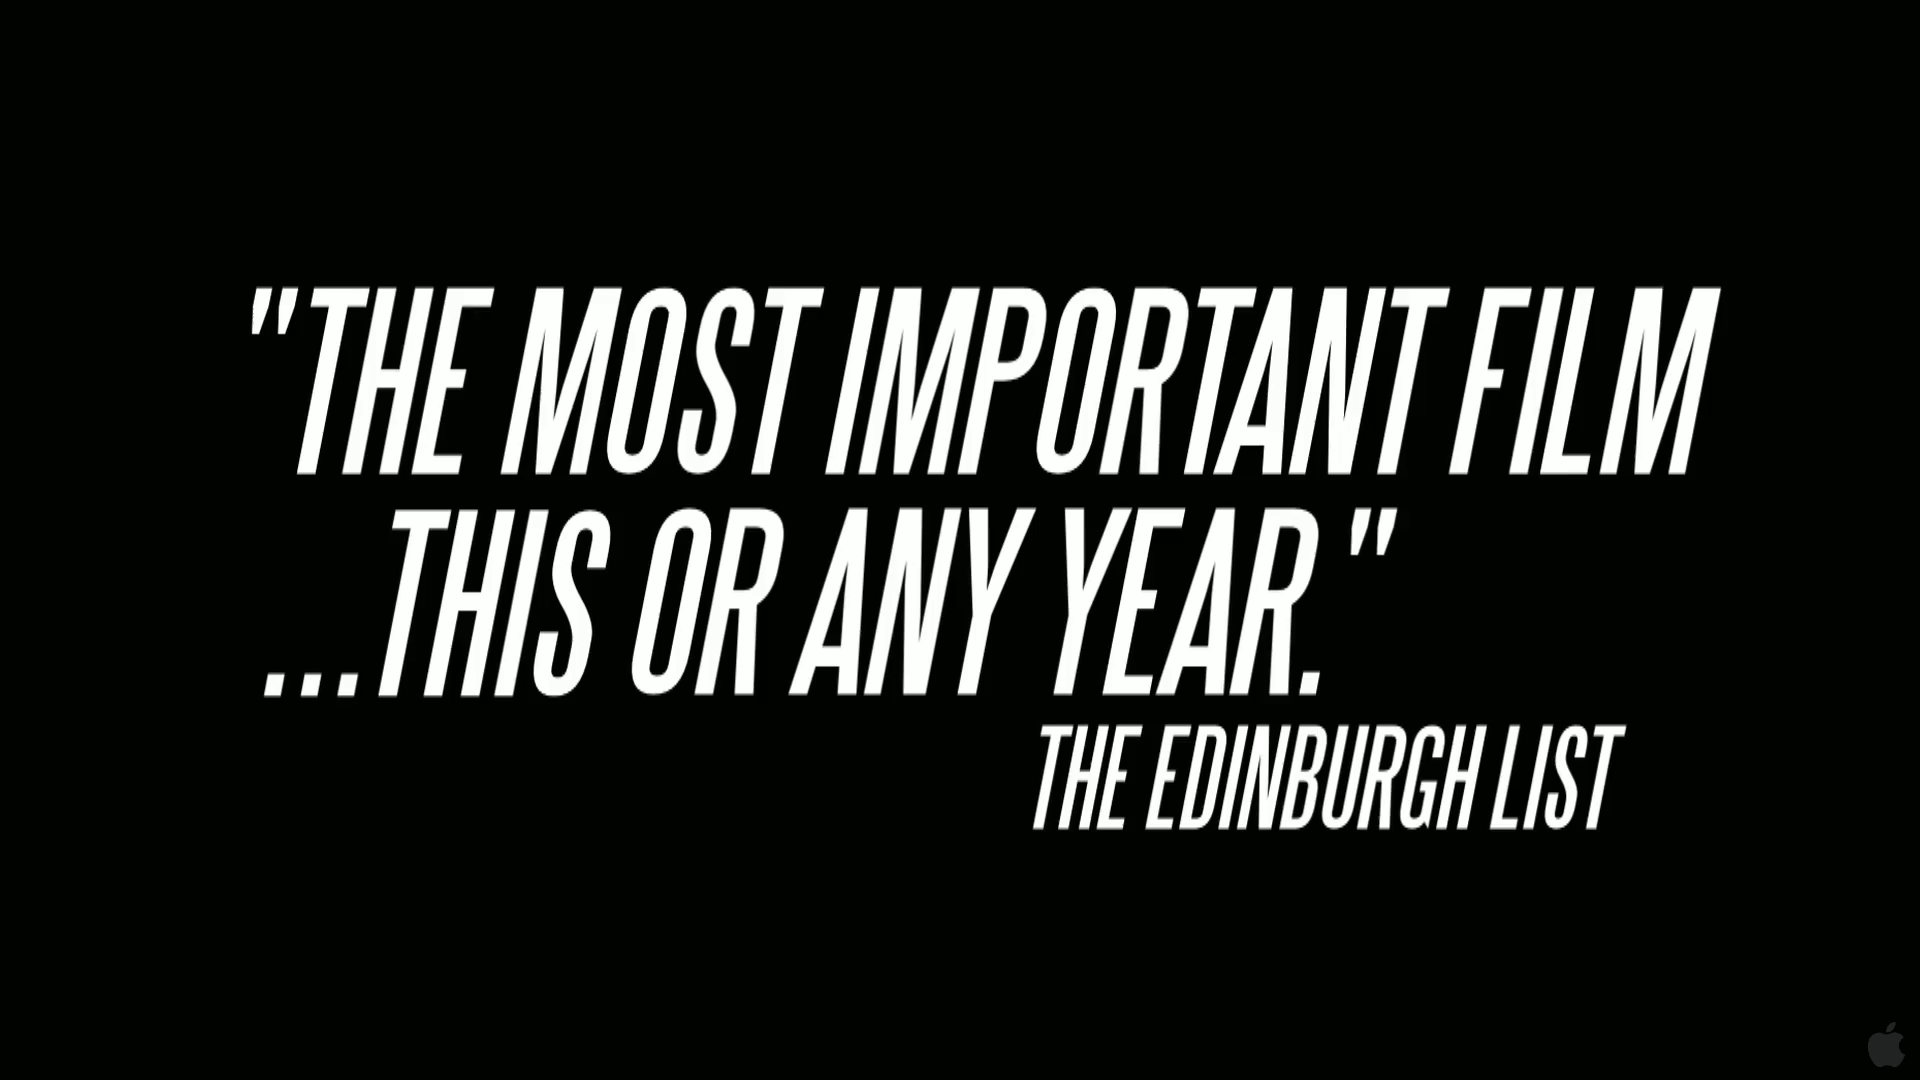 "THE MOST IMPORTANT FILM
...THIS OR ANY YEAR."
THE EDINBURGH LIST